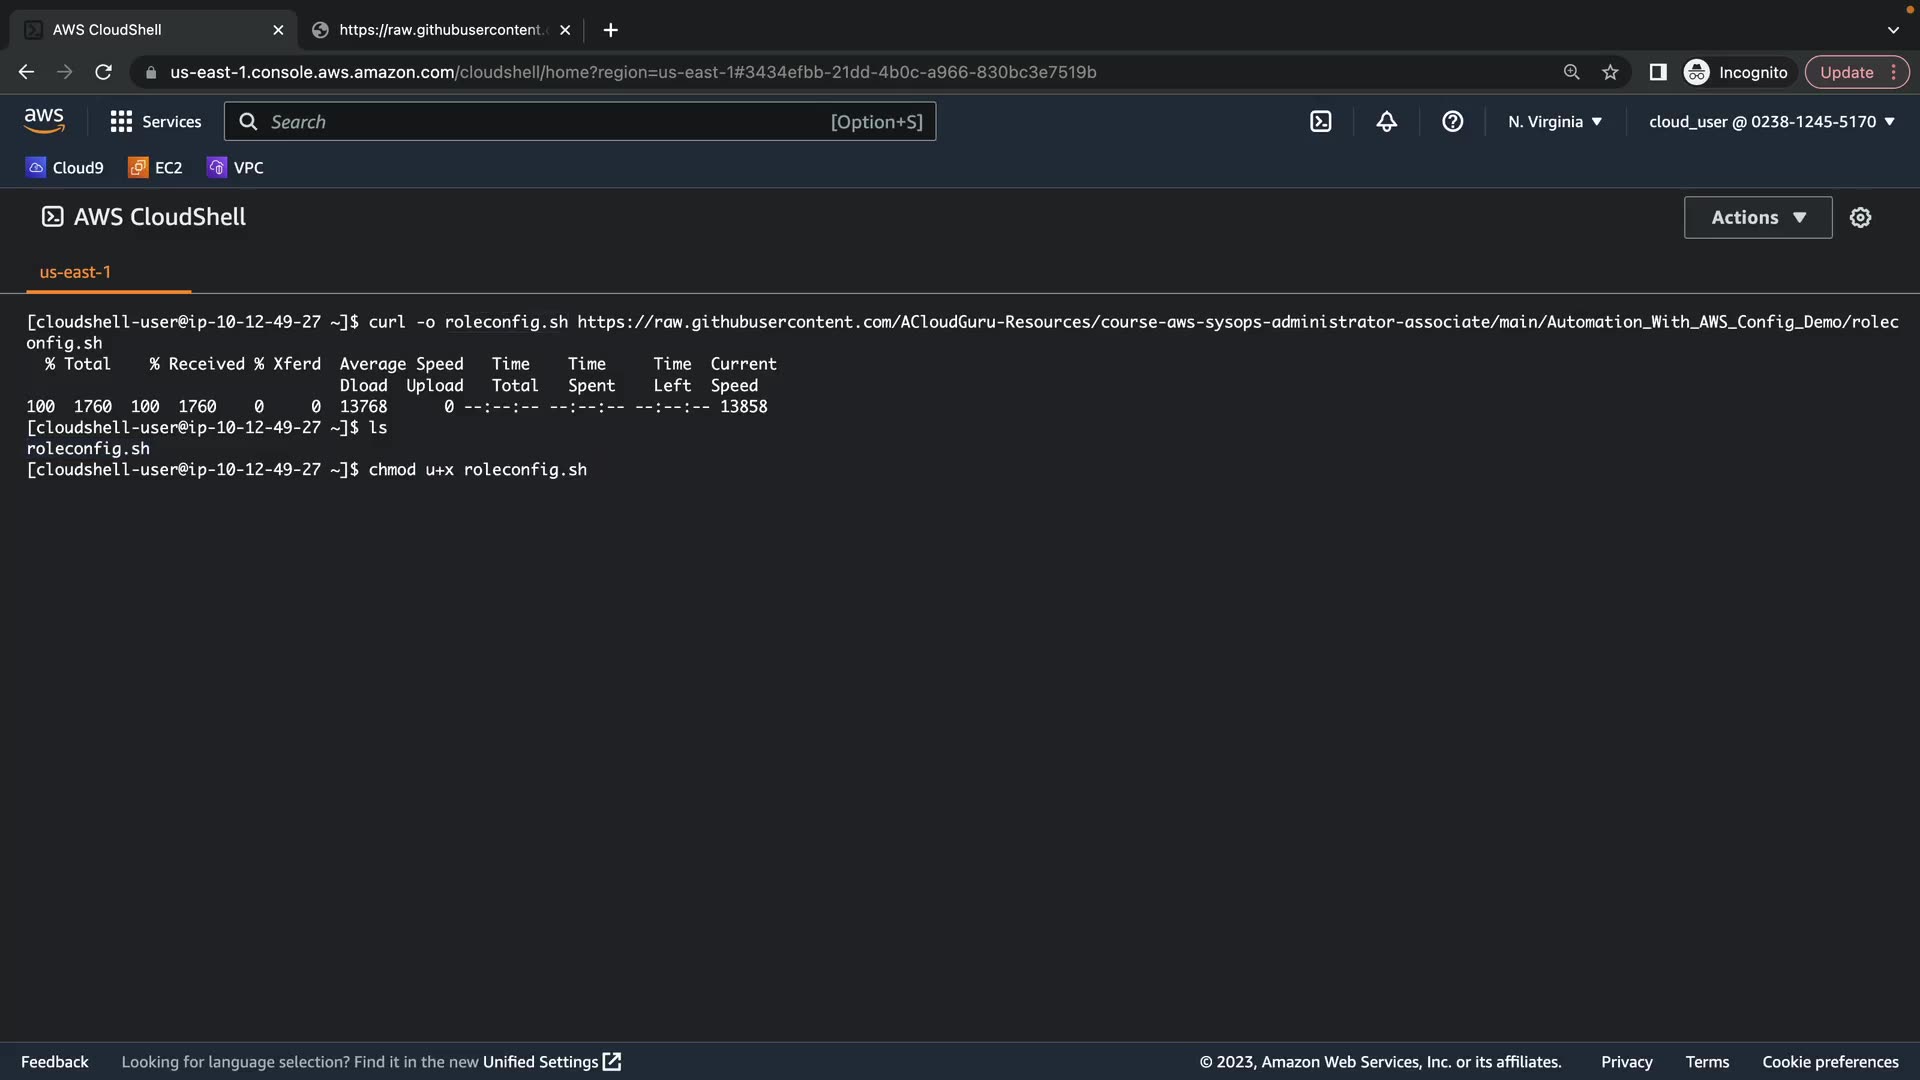 AWS CloudShell
https://raw.githubusercontent.
us-east-1.console.aws.amazon.com/cloudshell/home?region=us-east-1#3434efbb-21dd-4b0c-a966-830bc3e7519b
Incognito
Update
aws
Services
Search
[Option+S]
N. Virginia
cloud_user @ 0238-1245-5170
Cloud9
EC2
VPC
AWS CloudShell
Actions
us-east-1
[cloudshell-user@ip-10-12-49-27 ~]$ curl -o roleconfig.sh https://raw.githubusercontent.com/ACloudGuru-Resources/course-aws-sysops-administrator-associate/main/Automation_With_AWS_Config_Demo/rolec
onfig.sh
% Total % Received % Xferd Average Speed Time Time Time Current
Dload Upload Total Spent Left Speed
100 1760 100 1760 0 0 13768 0 --:--:-- --:--:-- --:--:-- 13858
[cloudshell-user@ip-10-12-49-27 ~]$ ls
roleconfig.sh
[cloudshell-user@ip-10-12-49-27 ~]$ chmod u+x roleconfig.sh
Feedback
Looking for language selection? Find it in the new Unified Settings
© 2023, Amazon Web Services, Inc. or its affiliates.
Privacy
Terms
Cookie preferences